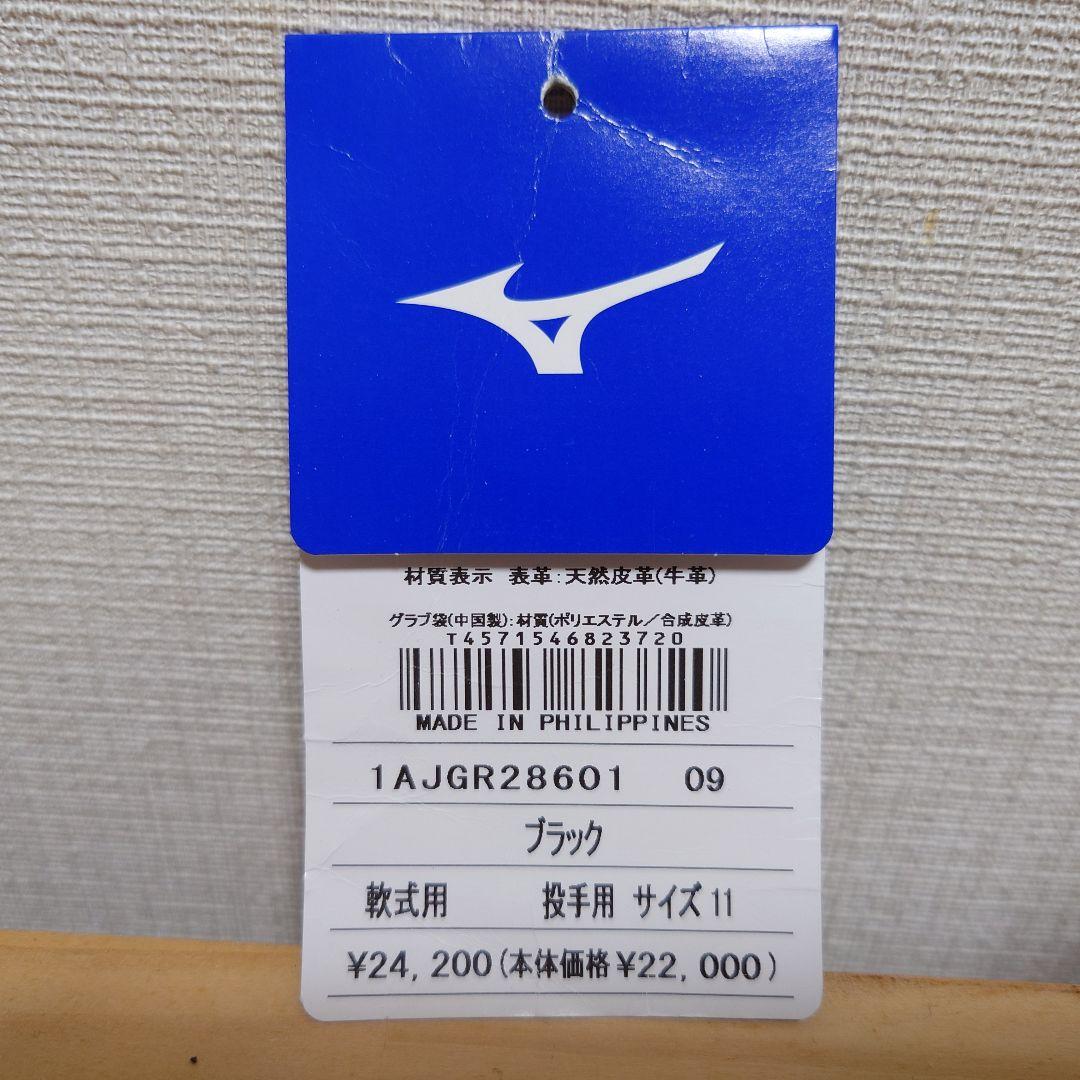 材質表示 表革:天然皮革(牛革)
グラブ袋(中国製):材質(ポリエステル／合成皮革)
T4571546823720
MADE IN PHILIPPINES
1AJGR28601 09
ブラック
軟式用 投手用 サイズ11
¥24,200(本体価格¥22,000)